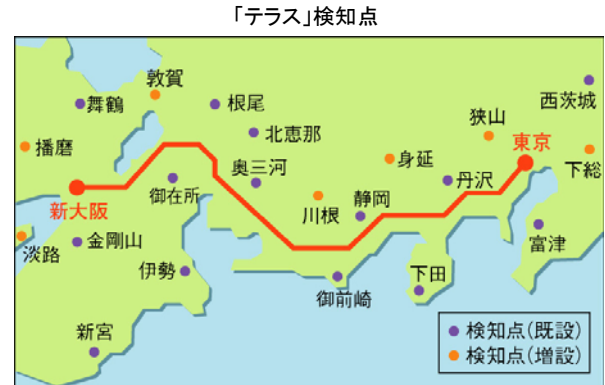 「テラス」検知点
敦賀
舞鶴
根尾
西茨城
北恵那
狭山
播磨
東京
身延
奥三河
下総
丹沢
御在所
新大阪
川根
静岡
金剛山
富津
淡路
伊勢
下田
御前崎
新宮
検知点(既設)
検知点(増設)